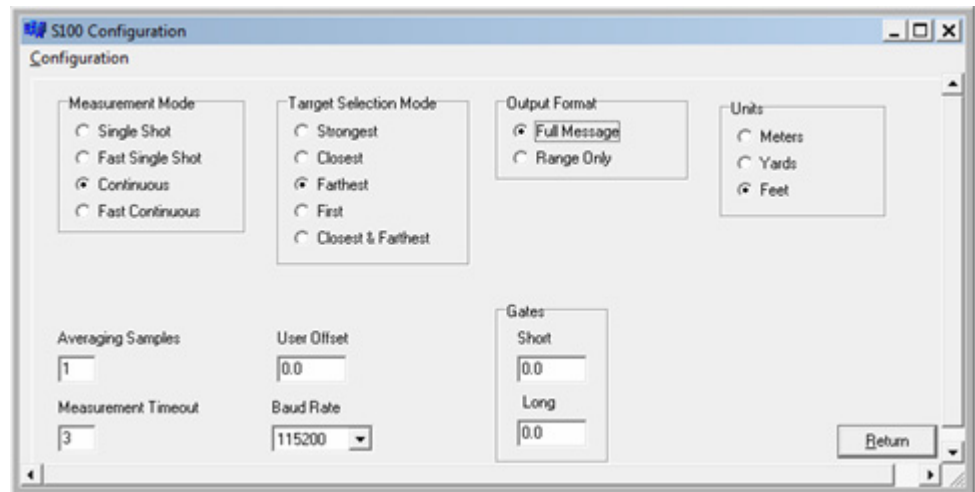 S100 Configuration
Configuration
Measurement Mode
Single Shot
Fast Single Shot
Continuous
Fast Continuous
Tarrget Selection Mode
Strongest
Closest
Farthest
First
Closest & Farthest
Output Format
Full Message
Range Only
Units
Meters
Yards
Feet
Averaging Samples
1
User Offset
0.0
Gates
Short
0.0
Measurement Timeout
3
Baud Rate
115200
Long
0.0
Return